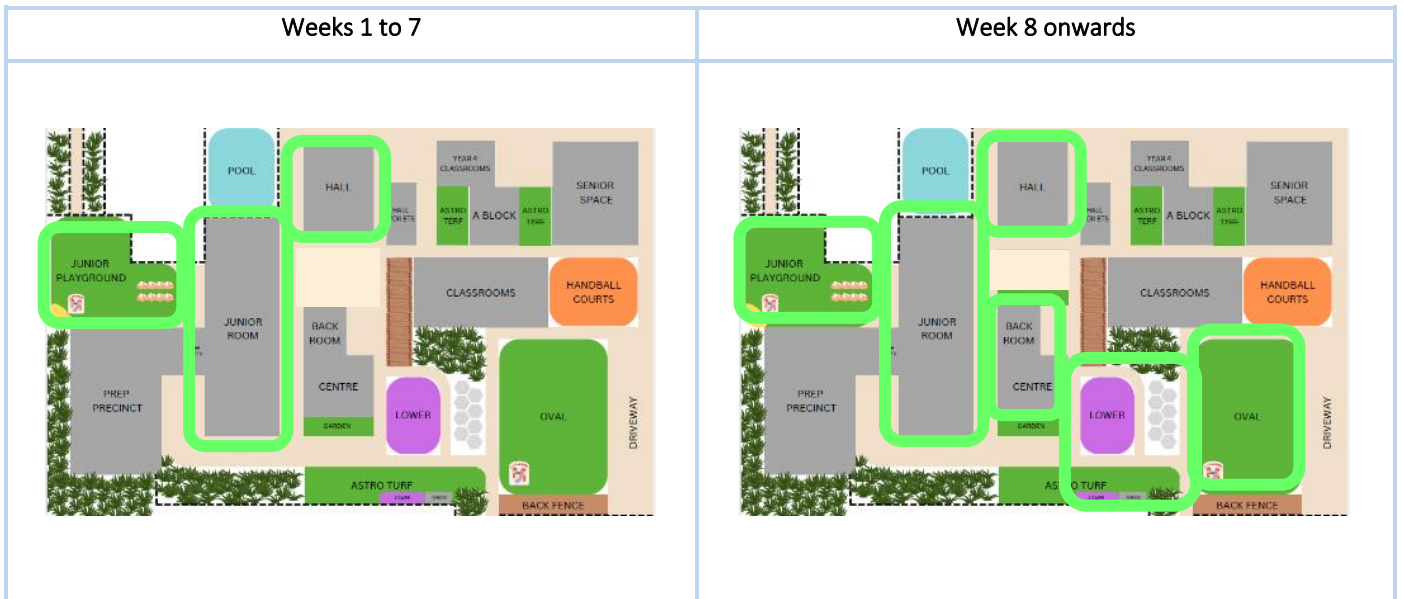 Weeks 1 to 7
Week 8 onwards
POOL
HALL
YEAR 4
CLASSROOMS
SENIOR
SPACE
HALL
ASTRO
TERF
A BLOCK
ASTRO
TERF
JUNIOR
PLAYGROUND
CLASSROOMS
HANDBALL
COURTS
JUNIOR
ROOM
BACK
ROOM
PREP
PRECINCT
CENTRE
LOWER
OVAL
DRIVEWAY
GARDEN
ASTRO TURF
LOWER
BACK FENCE
POOL
HALL
YEAR 4
CLASSROOMS
SENIOR
SPACE
HALL
ASTRO
TERF
A BLOCK
ASTRO
TERF
JUNIOR
PLAYGROUND
CLASSROOMS
HANDBALL
COURTS
JUNIOR
ROOM
BACK
ROOM
PREP
PRECINCT
CENTRE
LOWER
OVAL
DRIVEWAY
GARDEN
ASTRO TURF
LOWER
BACK FENCE